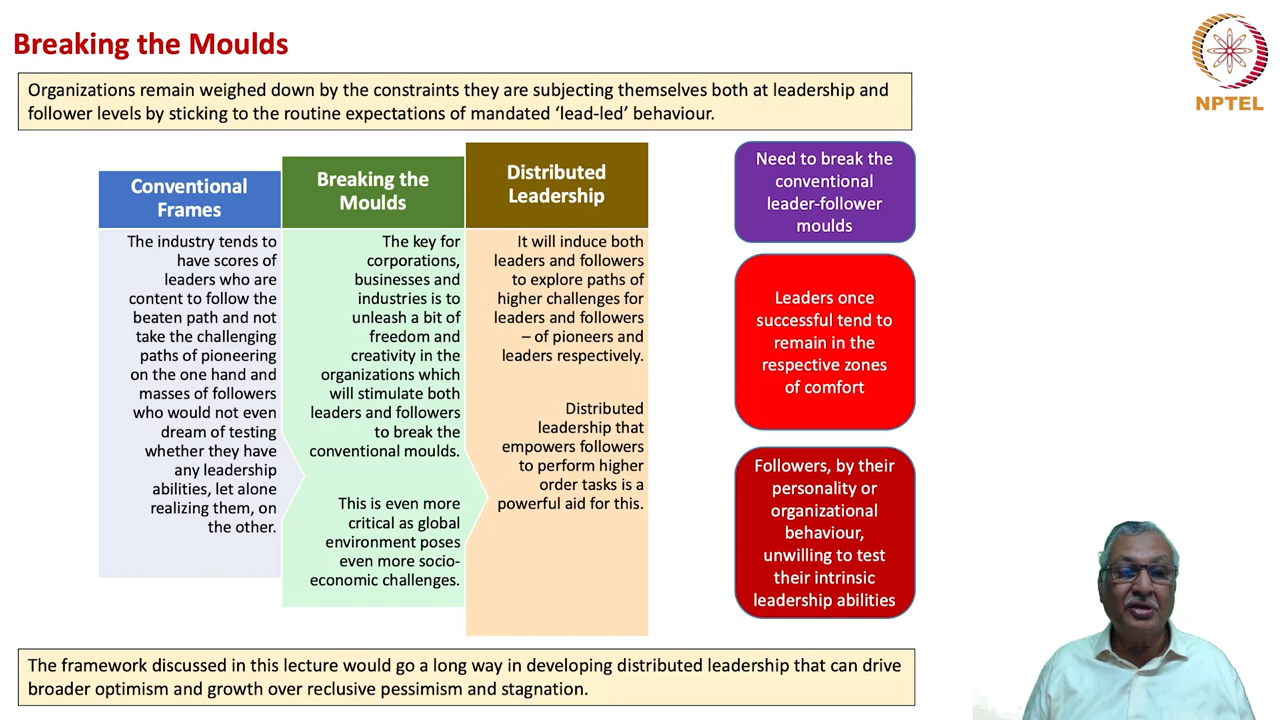 Breaking the Moulds
NPTEL
Organizations remain weighed down by the constraints they are subjecting themselves both at leadership and
follower levels by sticking to the routine expectations of mandated ‘lead-led’ behaviour.
Conventional
Frames
The industry tends to
have scores of
leaders who are
content to follow the
beaten path and not
take the challenging
paths of pioneering
on the one hand and
masses of followers
who would not even
dream of testing
whether they have
any leadership
abilities, let alone
realizing them, on
the other.
Breaking the
Moulds
The key for
corporations,
businesses and
industries is to
unleash a bit of
freedom and
creativity in the
organizations which
will stimulate both
leaders and followers
to break the
conventional moulds.
This is even more
critical as global
environment poses
even more socio-
economic challenges.
Distributed
Leadership
It will induce both
leaders and followers
to explore paths of
higher challenges for
leaders and followers
– of pioneers and
leaders respectively.
Distributed
leadership that
empowers followers
to perform higher
order tasks is a
powerful aid for this.
Need to break the
conventional
leader-follower
moulds
Leaders once
successful tend to
remain in the
respective zones
of comfort
Followers, by their
personality or
organizational
behaviour,
unwilling to test
their intrinsic
leadership abilities
The framework discussed in this lecture would go a long way in developing distributed leadership that can drive
broader optimism and growth over reclusive pessimism and stagnation.